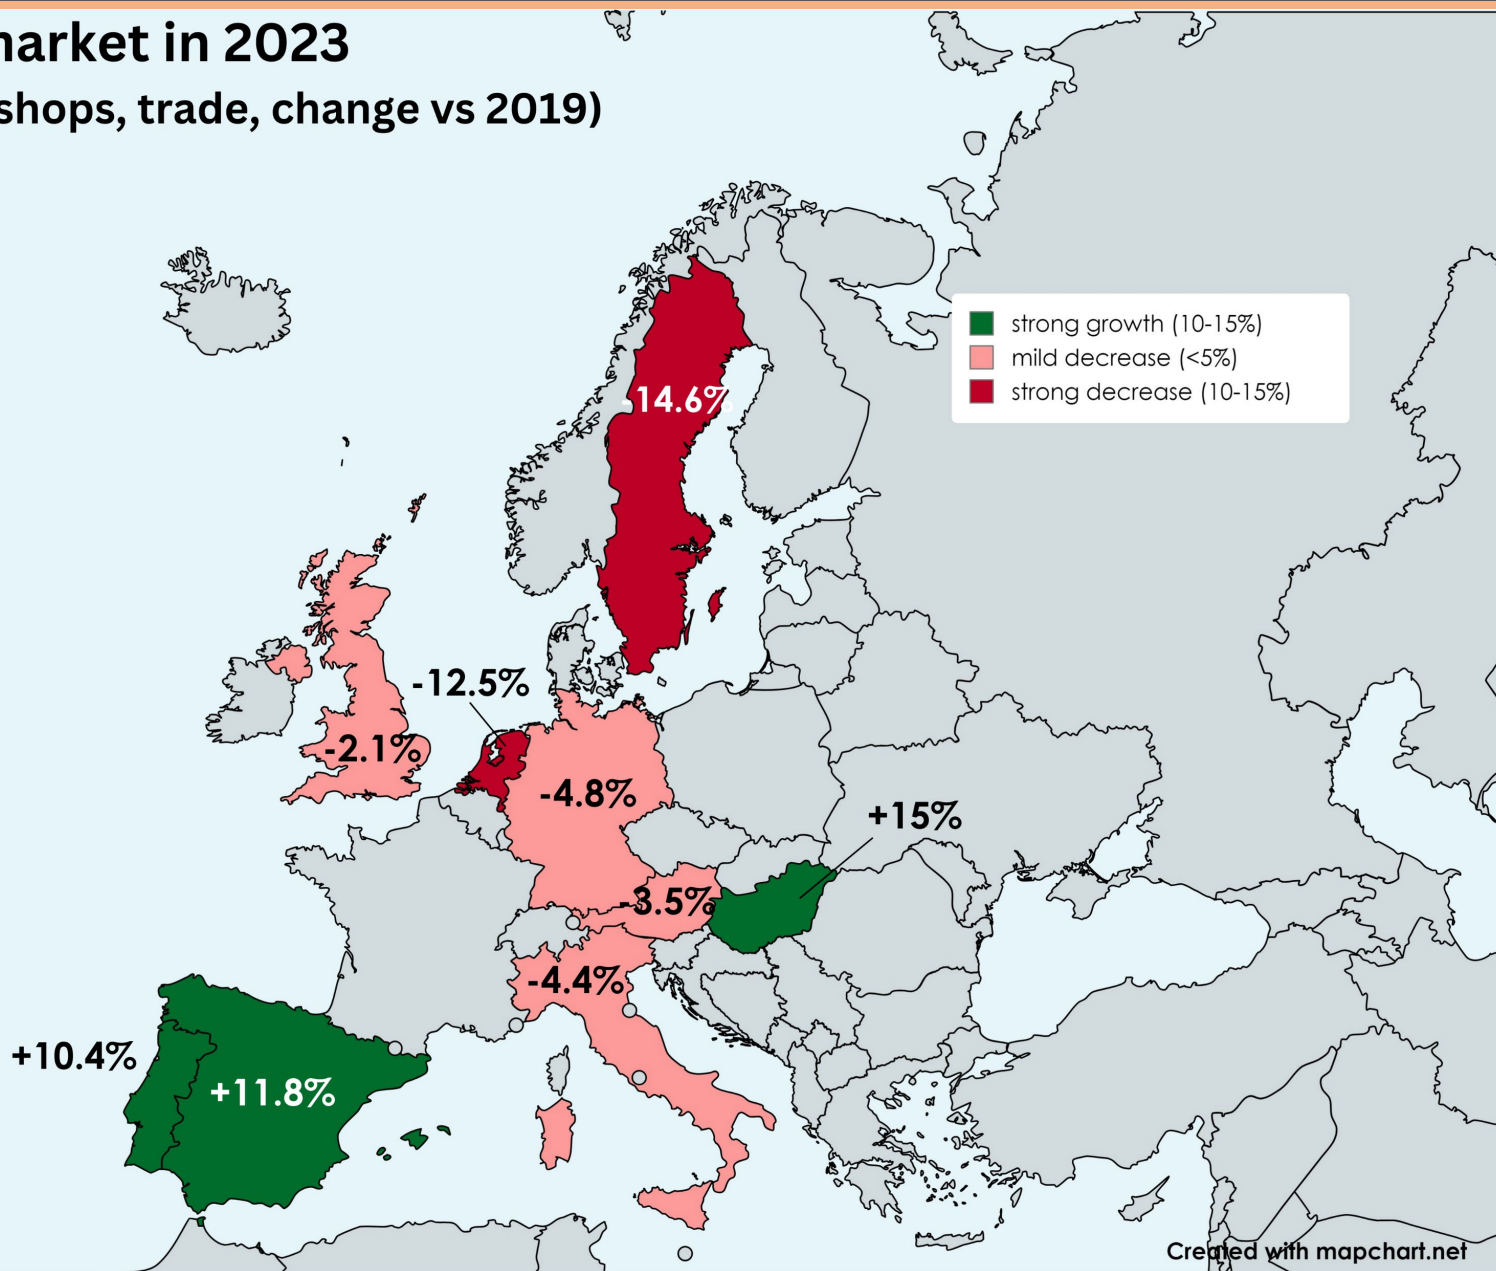 market in 2023
shops, trade, change vs 2019)
strong growth (10-15%)
mild decrease (<5%)
strong decrease (10-15%)
-14.6%
-12.5%
-2.1%
-4.8%
+15%
-3.5%
-4.4%
+10.4%
+11.8%
Created with mapchart.net